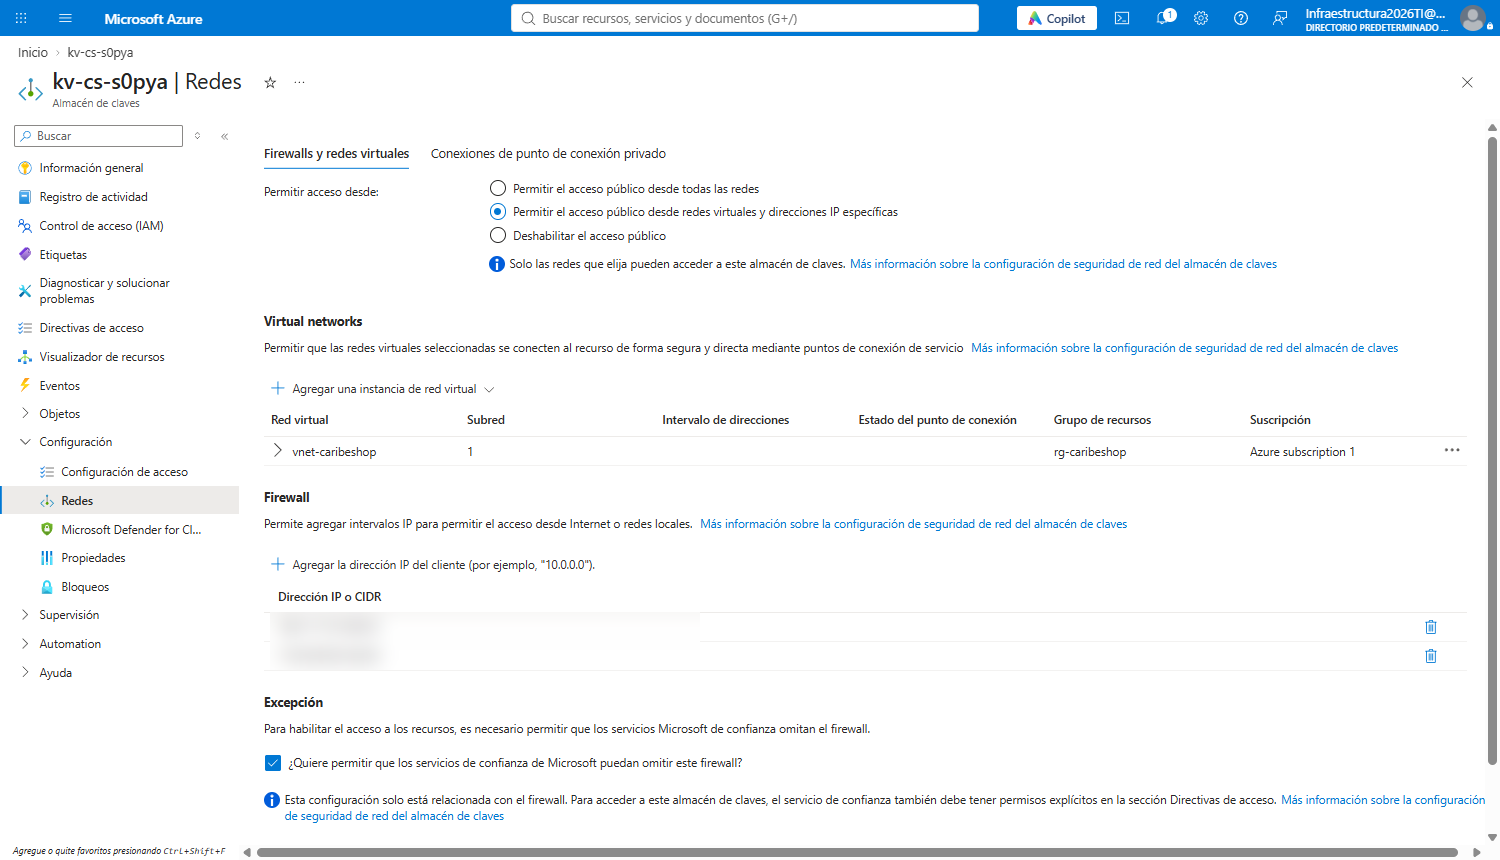 Microsoft Azure
Buscar recursos, servicios y documentos (G+/)
Copilot
1
Infraestructura2026TI@...
DIRECTORIO PREDETERMINADO ...
Inicio > kv-cs-s0pya
kv-cs-s0pya | Redes
Almacén de claves
Buscar
Información general
Registro de actividad
Control de acceso (IAM)
Etiquetas
Diagnosticar y solucionar
problemas
Directivas de acceso
Visualizador de recursos
Eventos
Objetos
Configuración
Configuración de acceso
Redes
Microsoft Defender for Cl...
Propiedades
Bloqueos
Supervisión
Automation
Ayuda
Agregue o quite favoritos presionando Ctrl+Shift+F
Firewalls y redes virtuales
Conexiones de punto de conexión privado
Permitir acceso desde:
Permitir el acceso público desde todas las redes
Permitir el acceso público desde redes virtuales y direcciones IP específicas
Deshabilitar el acceso público
Solo las redes que elija pueden acceder a este almacén de claves. Más información sobre la configuración de seguridad de red del almacén de claves
Virtual networks
Permitir que las redes virtuales seleccionadas se conecten al recurso de forma segura y directa mediante puntos de conexión de servicio Más información sobre la configuración de seguridad de red del almacén de claves
Agregar una instancia de red virtual
Red virtual Subred Intervalo de direcciones Estado del punto de conexión Grupo de recursos Suscripción
vnet-caribeshop 1 rg-caribeshop Azure subscription 1
Firewall
Permite agregar intervalos IP para permitir el acceso desde Internet o redes locales. Más información sobre la configuración de seguridad de red del almacén de claves
Agregar la dirección IP del cliente (por ejemplo, "10.0.0.0").
Dirección IP o CIDR
Excepción
Para habilitar el acceso a los recursos, es necesario permitir que los servicios Microsoft de confianza omitan el firewall.
¿Quiere permitir que los servicios de confianza de Microsoft puedan omitir este firewall?
Esta configuración solo está relacionada con el firewall. Para acceder a este almacén de claves, el servicio de confianza también debe tener permisos explícitos en la sección Directivas de acceso. Más información sobre la configuración
de seguridad de red del almacén de claves